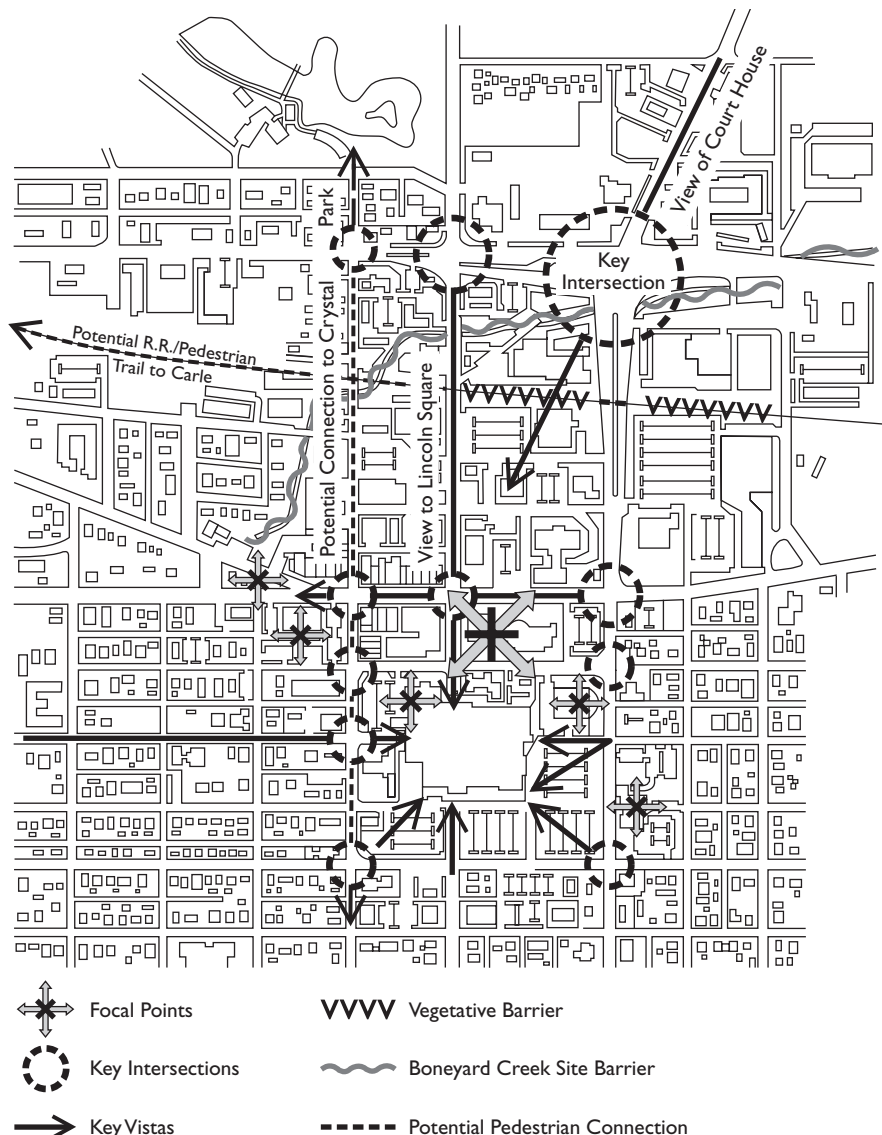 View of Court House
Potential Connection to Crystal Park
Key
Intersection
Potential R.R./Pedestrian
Trail to Carle
View to Lincoln Square
Focal Points
Key Intersections
Key Vistas
Vegetative Barrier
Boneyard Creek Site Barrier
Potential Pedestrian Connection